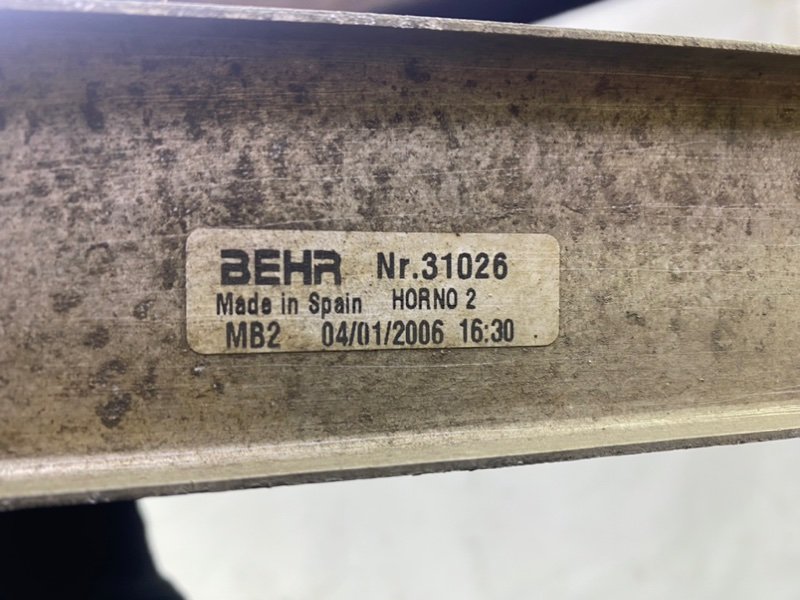 BEHR Nr.31026
Made in Spain HORNO 2
MB2 04/01/2006 16:30